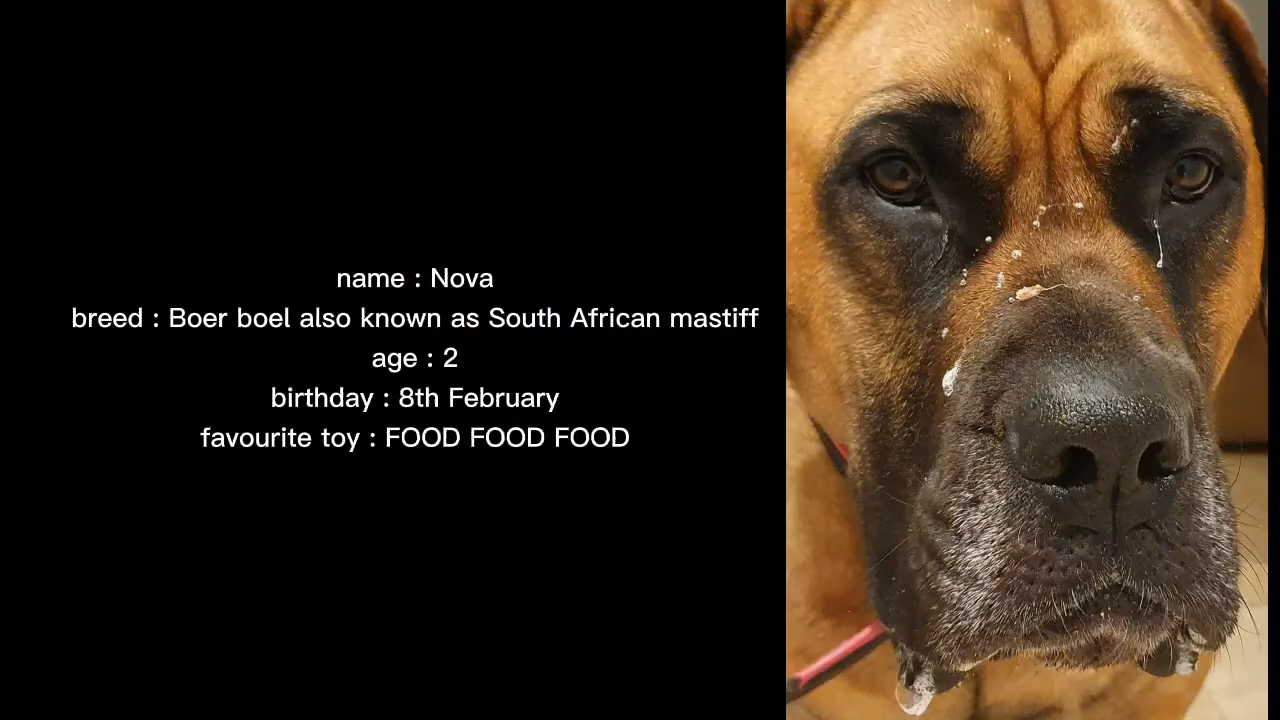 name : Nova
breed : Boer boel also known as South African mastiff
age : 2
birthday : 8th February
favourite toy : FOOD FOOD FOOD